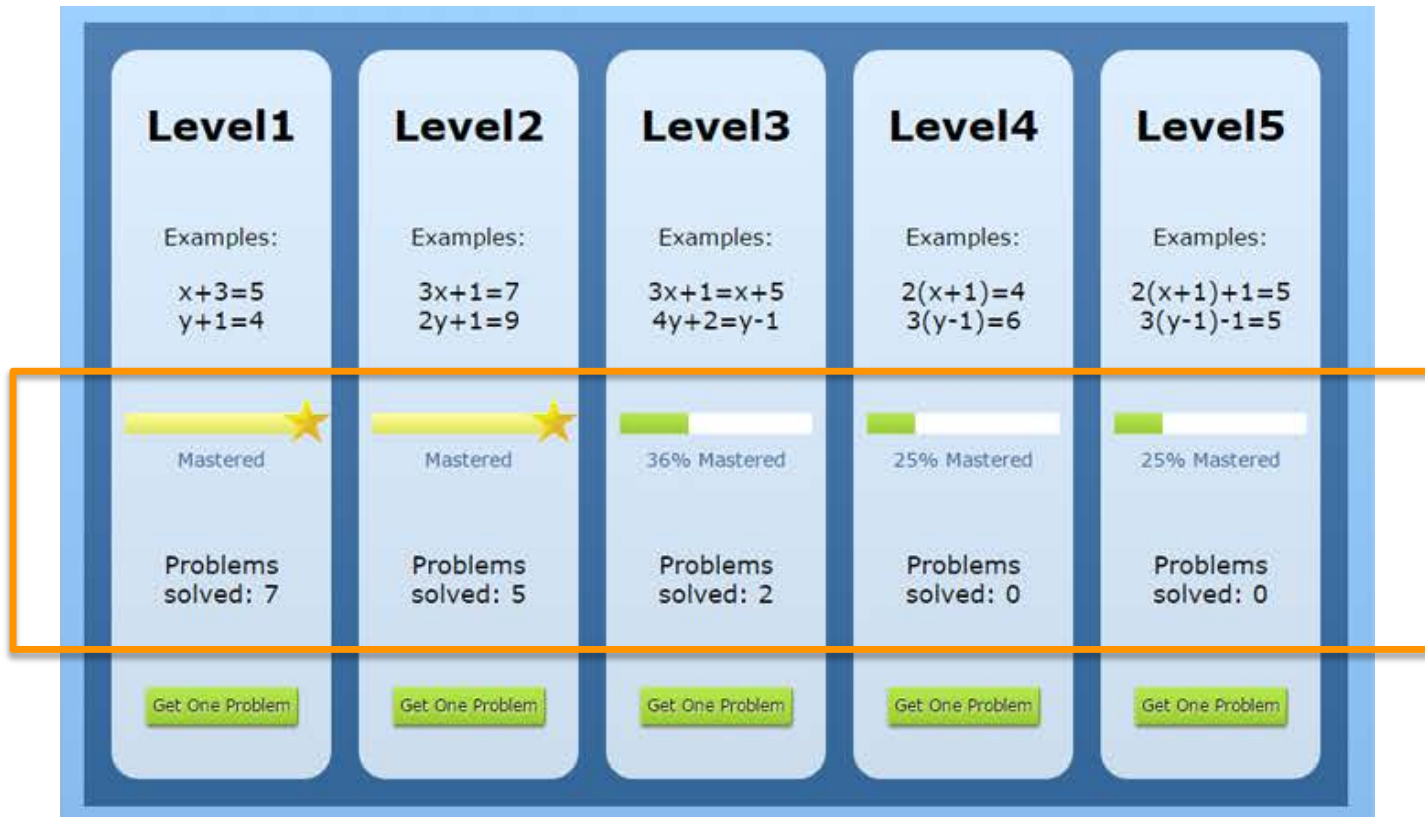 Level1
Examples:
x+3=5
y+1=4
Mastered
Problems
solved: 7
Get One Problem
Level2
Examples:
3x+1=7
2y+1=9
Mastered
Problems
solved: 5
Get One Problem
Level3
Examples:
3x+1=x+5
4y+2=y-1
36% Mastered
Problems
solved: 2
Get One Problem
Level4
Examples:
2(x+1)=4
3(y-1)=6
25% Mastered
Problems
solved: 0
Get One Problem
Level5
Examples:
2(x+1)+1=5
3(y-1)-1=5
25% Mastered
Problems
solved: 0
Get One Problem